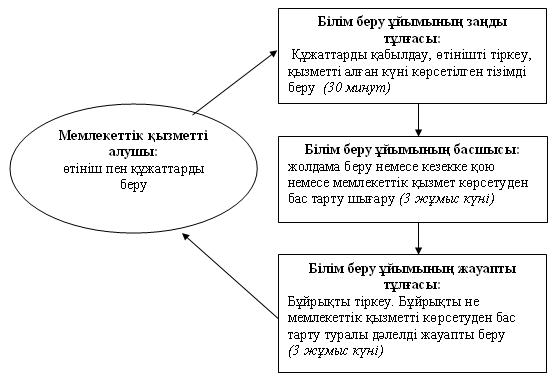 Мемлекеттік қызметті
алушы:
өтініш пен құжаттарды
беру
Білім беру ұйымының заңды
тұлғасы:
Құжаттарды қабылдау, өтінішті тіркеу,
қызметті алған күні көрсетілген тізімді
беру (30 минут)
Білім беру ұйымының басшысы:
жолдама беру немесе кезекке қою
немесе мемлекеттік қызмет көрсетуден
бас тарту шығару (3 жұмыс күні)
Білім беру ұйымының жауапты
тұлғасы:
Бұйрықты тіркеу. Бұйрықты не
мемлекеттік қызметті көрсетуден бас
тарту туралы дәлелді жауапты беру
(3 жұмыс күні)